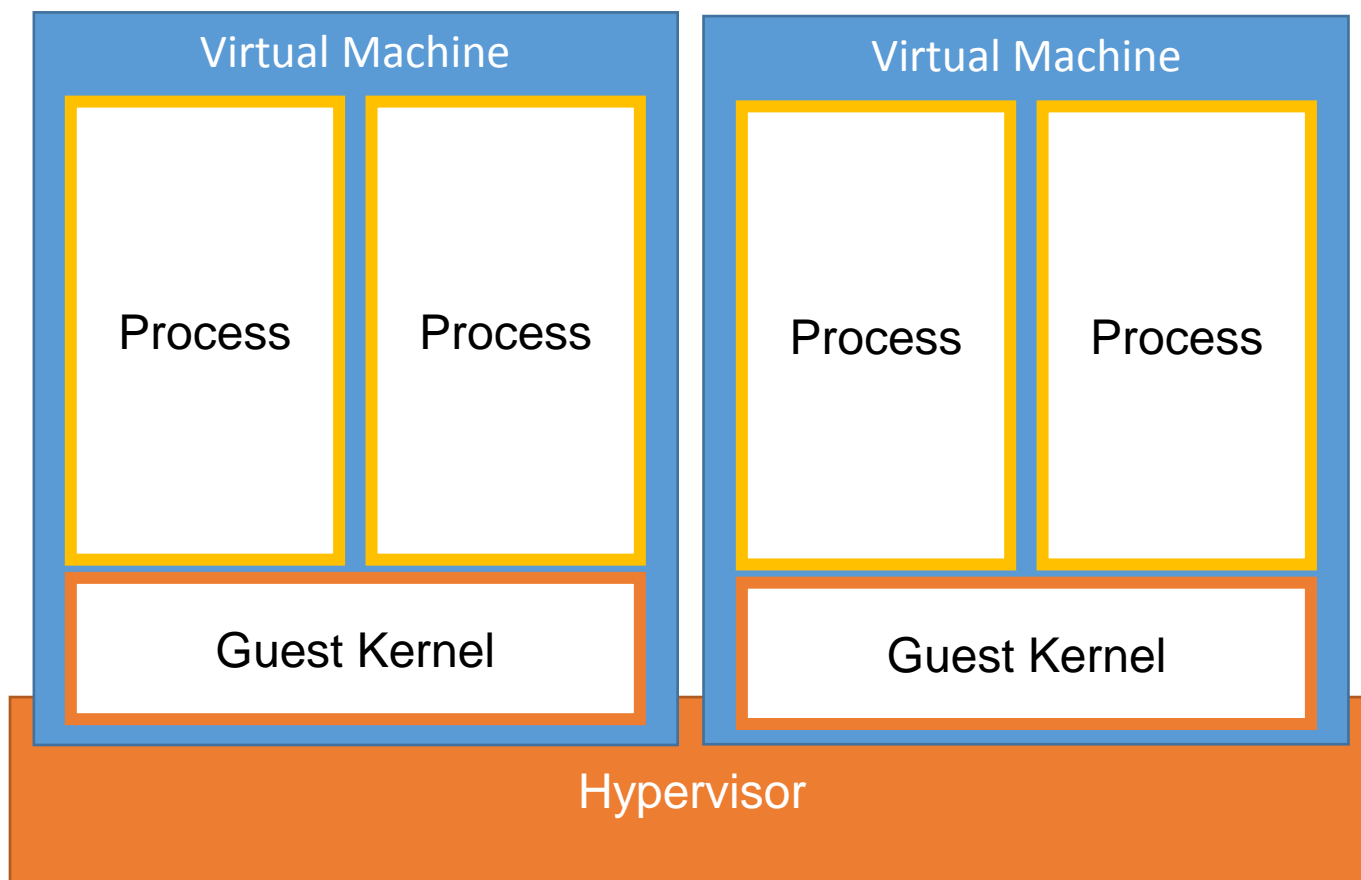 Virtual Machine
Process
Process
Guest Kernel
Virtual Machine
Process
Process
Guest Kernel
Hypervisor